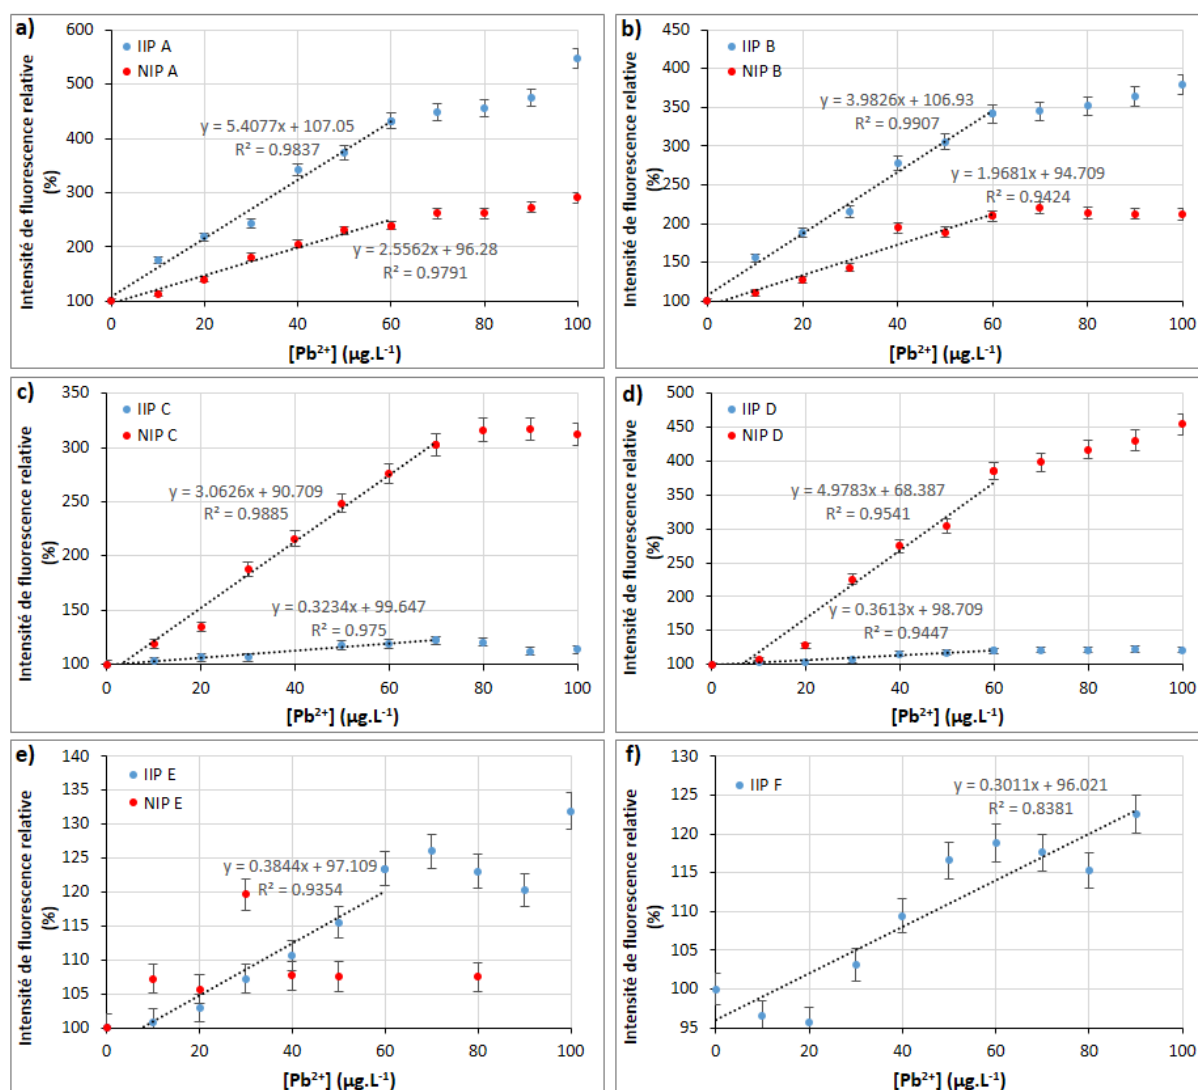 a)
IIP A
NIP A
Intensité de fluorescence relative
(%)
600
500
400
300
200
100
y = 5.4077x + 107.05
R² = 0.9837
y = 2.5562x + 96.28
R² = 0.9791
0 20 40 60 80 100
[Pb²⁺] (µg.L⁻¹)
b)
IIP B
NIP B
Intensité de fluorescence relative
(%)
450
400
350
300
250
200
150
100
y = 3.9826x + 106.93
R² = 0.9907
y = 1.9681x + 94.709
R² = 0.9424
0 20 40 60 80 100
[Pb²⁺] (µg.L⁻¹)
c)
IIP C
NIP C
Intensité de fluorescence relative
(%)
350
300
250
200
150
100
y = 3.0626x + 90.709
R² = 0.9885
y = 0.3234x + 99.647
R² = 0.975
0 20 40 60 80 100
[Pb²⁺] (µg.L⁻¹)
d)
IIP D
NIP D
Intensité de fluorescence relative
(%)
500
450
400
350
300
250
200
150
100
y = 4.9783x + 68.387
R² = 0.9541
y = 0.3613x + 98.709
R² = 0.9447
0 20 40 60 80 100
[Pb²⁺] (µg.L⁻¹)
e)
IIP E
NIP E
Intensité de fluorescence relative
(%)
140
135
130
125
120
115
110
105
100
y = 0.3844x + 97.109
R² = 0.9354
0 20 40 60 80 100
[Pb²⁺] (µg.L⁻¹)
f)
IIP F
Intensité de fluorescence relative
(%)
130
125
120
115
110
105
100
95
y = 0.3011x + 96.021
R² = 0.8381
0 20 40 60 80 100
[Pb²⁺] (µg.L⁻¹)